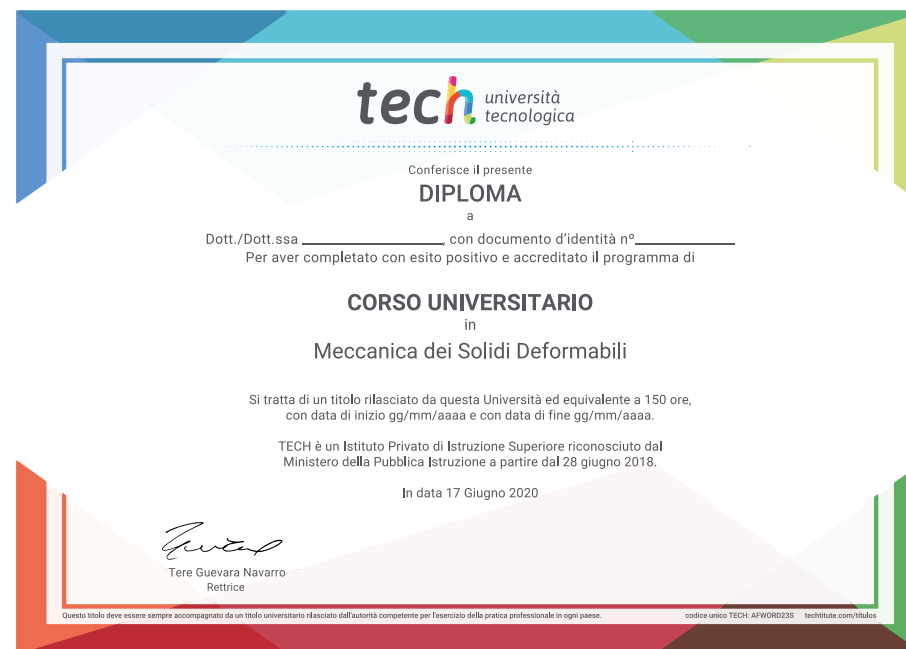 tech università
tecnologica
Conferisce il presente
DIPLOMA
a
Dott./Dott.ssa ____________________, con documento d'identità nº______________
Per aver completato con esito positivo e accreditato il programma di
CORSO UNIVERSITARIO
in
Meccanica dei Solidi Deformabili
Si tratta di un titolo rilasciato da questa Università ed equivalente a 150 ore,
con data di inizio gg/mm/aaaa e con data di fine gg/mm/aaaa.
TECH è un Istituto Privato di Istruzione Superiore riconosciuto dal
Ministero della Pubblica Istruzione a partire dal 28 giugno 2018.
In data 17 Giugno 2020
Tere Guevara Navarro
Rettrice
Questo titolo deve essere sempre accompagnato da un titolo universitario rilasciato dall'autorità competente per l'esercizio della pratica professionale in ogni paese. codice unico TECH: AFWORD23S techtitute.com/titulos